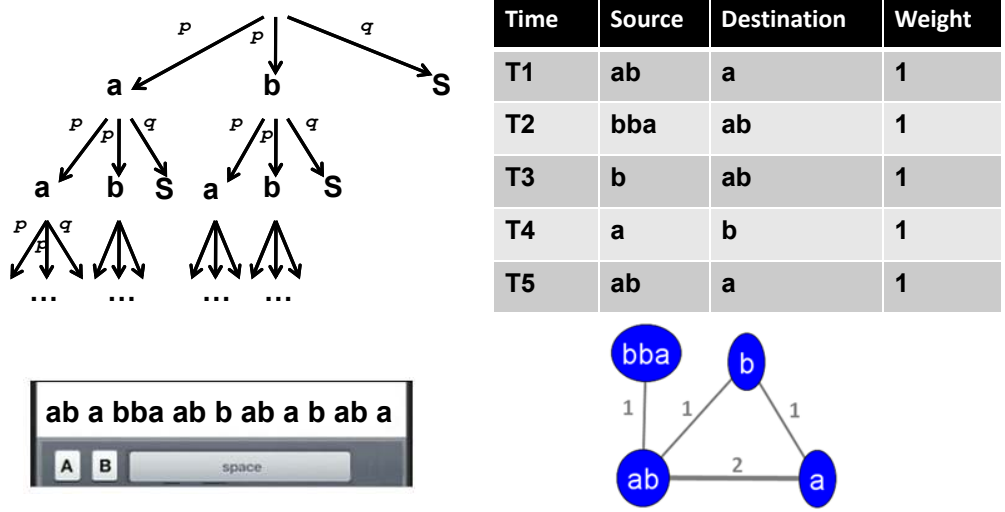 p p q
a b S
p p q p p q
a b S a b S
p p q
... ... ... ...
Time Source Destination Weight
T1 ab a 1
T2 bba ab 1
T3 b ab 1
T4 a b 1
T5 ab a 1
ab a bba ab b ab a b ab a
A B space
bba b
1 1 1
ab 2 a